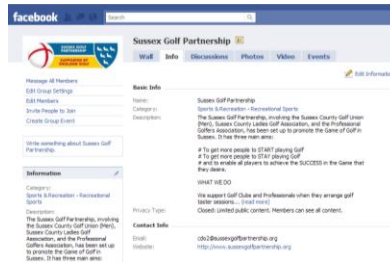 facebook
Search
Sussex Golf Partnership
Wall Info Discussions Photos Video Events
Edit Information
Message All Members
Edit Group Settings
Edit Members
Invite People to Join
Create Group Event
Write something about Sussex Golf
Partnership.
Information
Category:
Sports & Recreation - Recreational
Sports
Description:
The Sussex Golf Partnership, involving
the Sussex County Golf Union (Men),
Sussex County Ladies Golf
Association, and the Professional
Golfers Association, has been set up
to promote the Game of Golf in
Sussex. It has three main aims:
Basic Info
Name: Sussex Golf Partnership
Category: Sports & Recreation - Recreational Sports
Description: The Sussex Golf Partnership, involving the Sussex County Golf Union
(Men), Sussex County Ladies Golf Association, and the Professional
Golfers Association, has been set up to promote the Game of Golf in
Sussex. It has three main aims:
# To get more people to START playing Golf
# To get more people to STAY playing Golf
# and to enable all players to achieve the SUCCESS in the Game that
they desire.
WHAT WE DO
We support Golf Clubs and Professionals when they arrange golf
taster sessions... (read more)
Privacy Type: Closed: Limited public content. Members can see all content.
Contact Info
Email: cdo2@sussexgolfpartnership.org
Website: http://www.sussexgolfpartnership.org